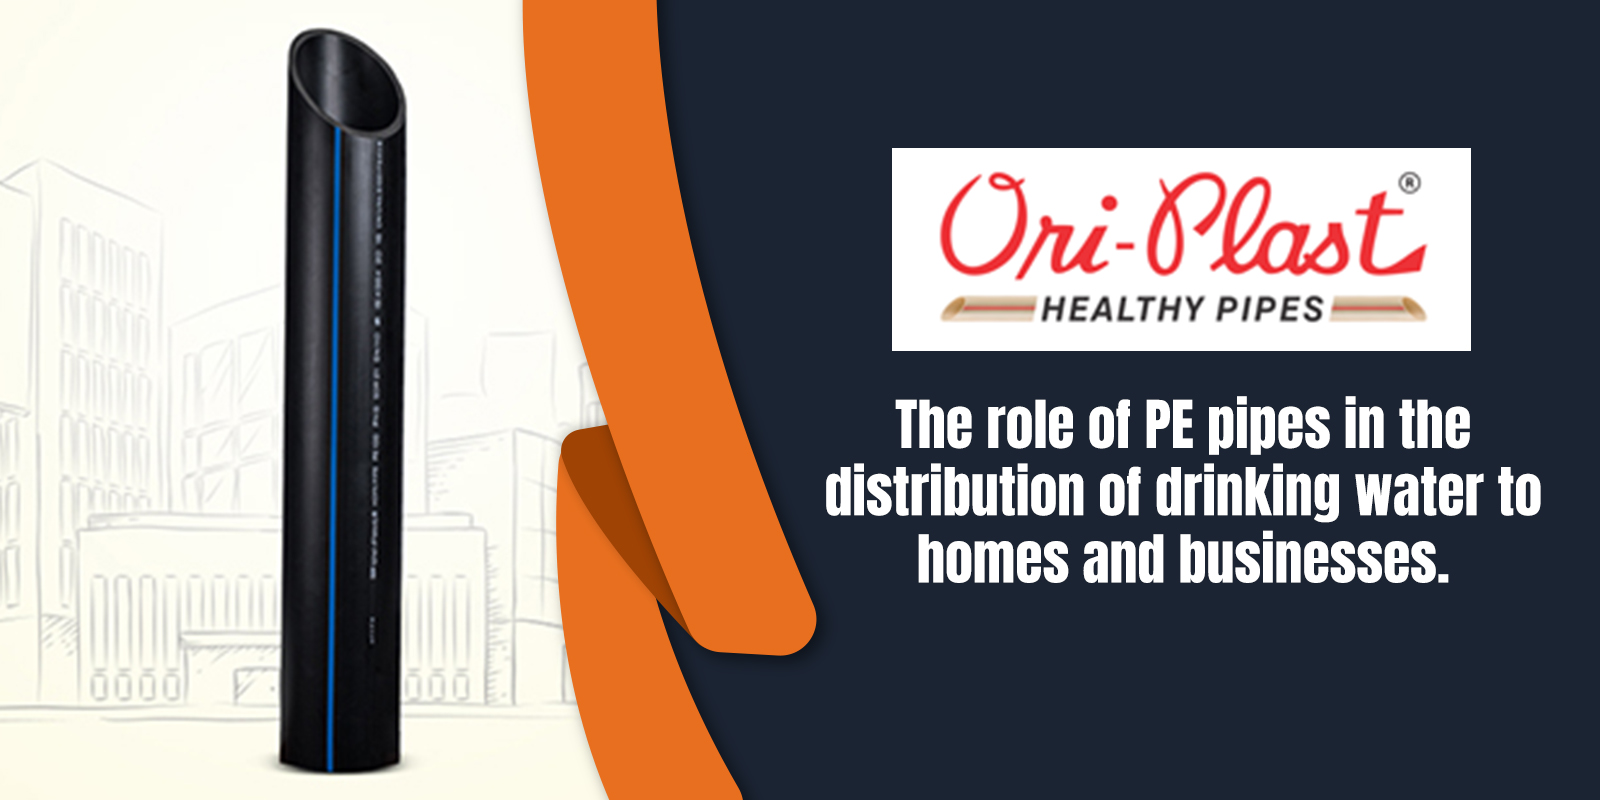 Ori-Plast®
HEALTHY PIPES
The role of PE pipes in the
distribution of drinking water to
homes and businesses.